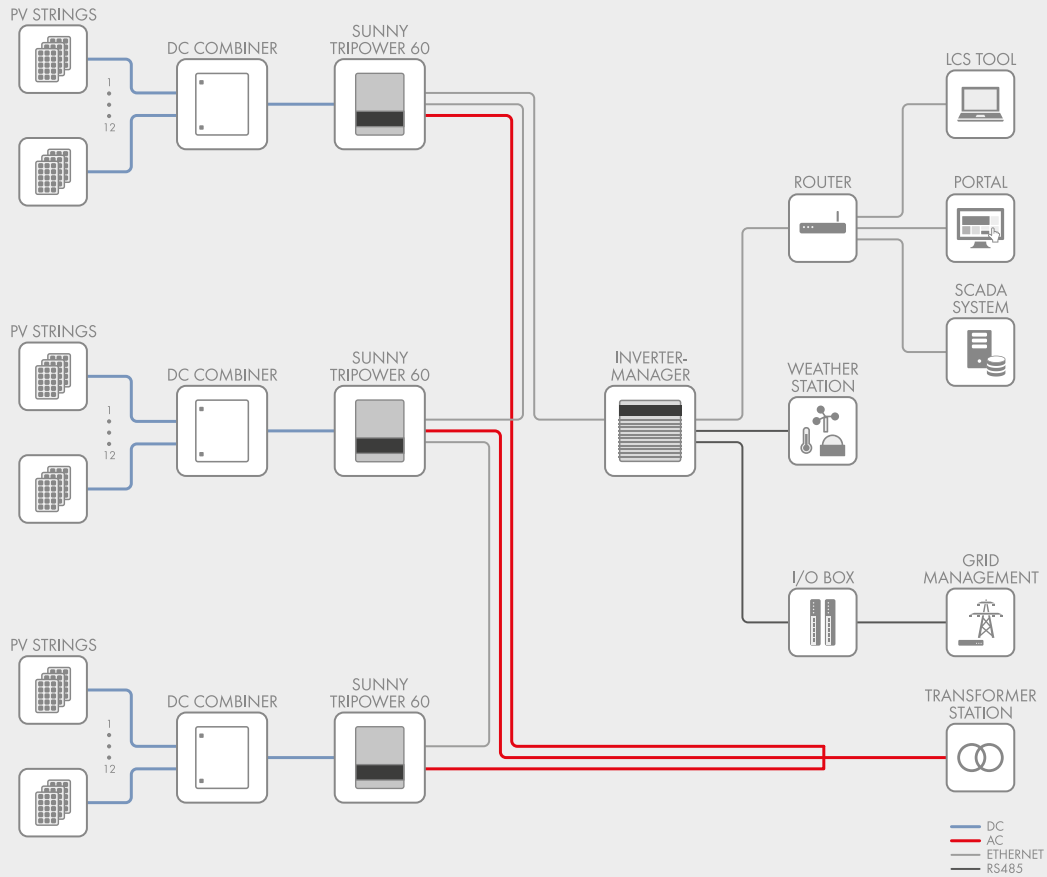 PV STRINGS
DC COMBINER
SUNNY
TRIPOWER 60
1
12
LCS TOOL
ROUTER
PORTAL
SCADA
SYSTEM
PV STRINGS
DC COMBINER
SUNNY
TRIPOWER 60
1
12
INVERTER-
MANAGER
WEATHER
STATION
I/O BOX
GRID
MANAGEMENT
PV STRINGS
DC COMBINER
SUNNY
TRIPOWER 60
1
12
TRANSFORMER
STATION
DC
AC
ETHERNET
RS485